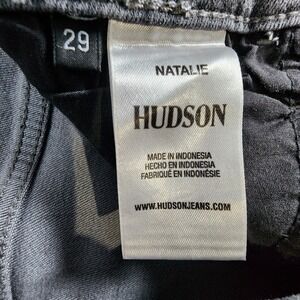 29
NATALIE
HUDSON
MADE IN INDONESIA
HECHO EN INDONESIA
FABRIQUÉ EN INDONÉSIE
WWW.HUDSONJEANS.COM